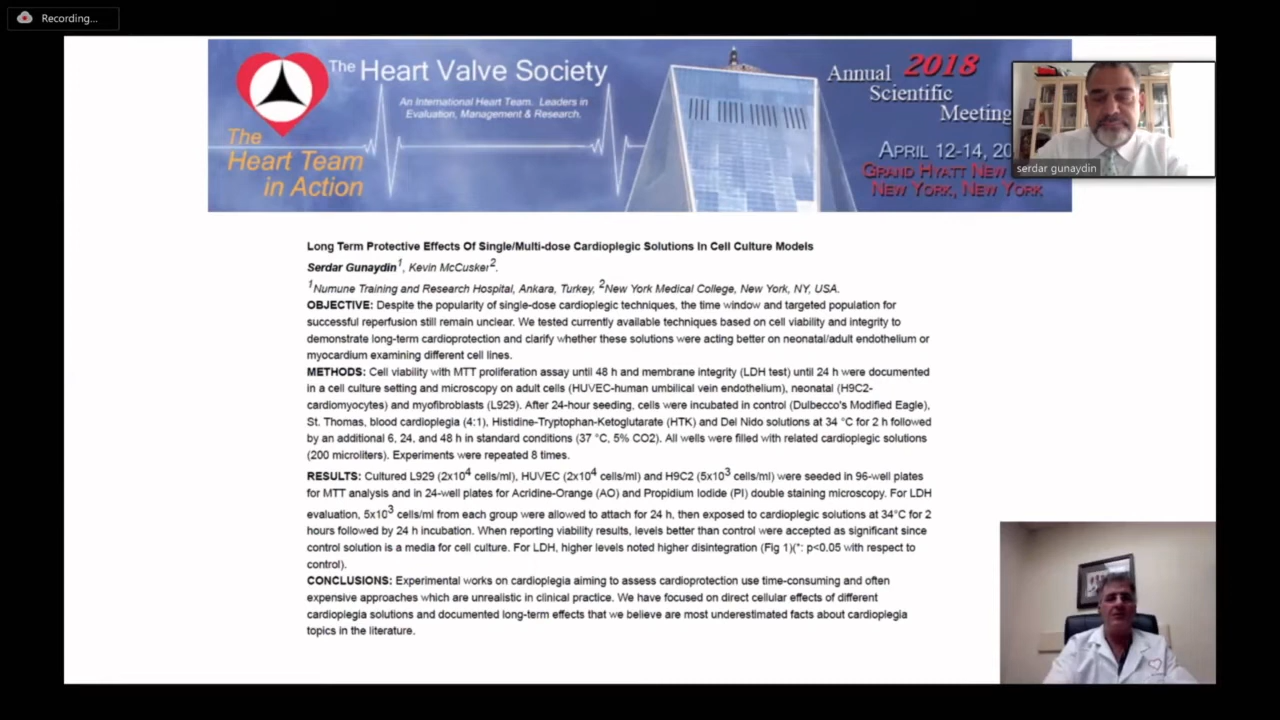 Recording...
The Heart Valve Society
An International Heart Team. Leaders in
Evaluation, Management & Research.
The
Heart Team
in Action
Annual 2018
Scientific
Meeting
APRIL 12-14, 20
GRAND HYATT NEW
NEW YORK, NEW YORK
serdar gunaydin
Long Term Protective Effects Of Single/Multi-dose Cardioplegic Solutions In Cell Culture Models
Serdar Gunaydin1, Kevin McCusker2.
1Numune Training and Research Hospital, Ankara, Turkey, 2New York Medical College, New York, NY, USA.
OBJECTIVE: Despite the popularity of single-dose cardioplegic techniques, the time window and targeted population for
successful reperfusion still remain unclear. We tested currently available techniques based on cell viability and integrity to
demonstrate long-term cardioprotection and clarify whether these solutions were acting better on neonatal/adult endothelium or
myocardium examining different cell lines.
METHODS: Cell viability with MTT proliferation assay until 48 h and membrane integrity (LDH test) until 24 h were documented
in a cell culture setting and microscopy on adult cells (HUVEC-human umbilical vein endothelium), neonatal (H9C2-
cardiomyocytes) and myofibroblasts (L929). After 24-hour seeding, cells were incubated in control (Dulbecco's Modified Eagle),
St. Thomas, blood cardioplegia (4:1), Histidine-Tryptophan-Ketoglutarate (HTK) and Del Nido solutions at 34 °C for 2 h followed
by an additional 6, 24, and 48 h in standard conditions (37 °C, 5% CO2). All wells were filled with related cardioplegic solutions
(200 microliters). Experiments were repeated 8 times.
RESULTS: Cultured L929 (2x10⁴ cells/ml), HUVEC (2x10⁴ cells/ml) and H9C2 (5x10³ cells/ml) were seeded in 96-well plates
for MTT analysis and in 24-well plates for Acridine-Orange (AO) and Propidium Iodide (PI) double staining microscopy. For LDH
evaluation, 5x10³ cells/ml from each group were allowed to attach for 24 h, then exposed to cardioplegic solutions at 34°C for 2
hours followed by 24 h incubation. When reporting viability results, levels better than control were accepted as significant since
control solution is a media for cell culture. For LDH, higher levels noted higher disintegration (Fig 1)(*: p<0.05 with respect to
control).
CONCLUSIONS: Experimental works on cardioplegia aiming to assess cardioprotection use time-consuming and often
expensive approaches which are unrealistic in clinical practice. We have focused on direct cellular effects of different
cardioplegia solutions and documented long-term effects that we believe are most underestimated facts about cardioplegia
topics in the literature.